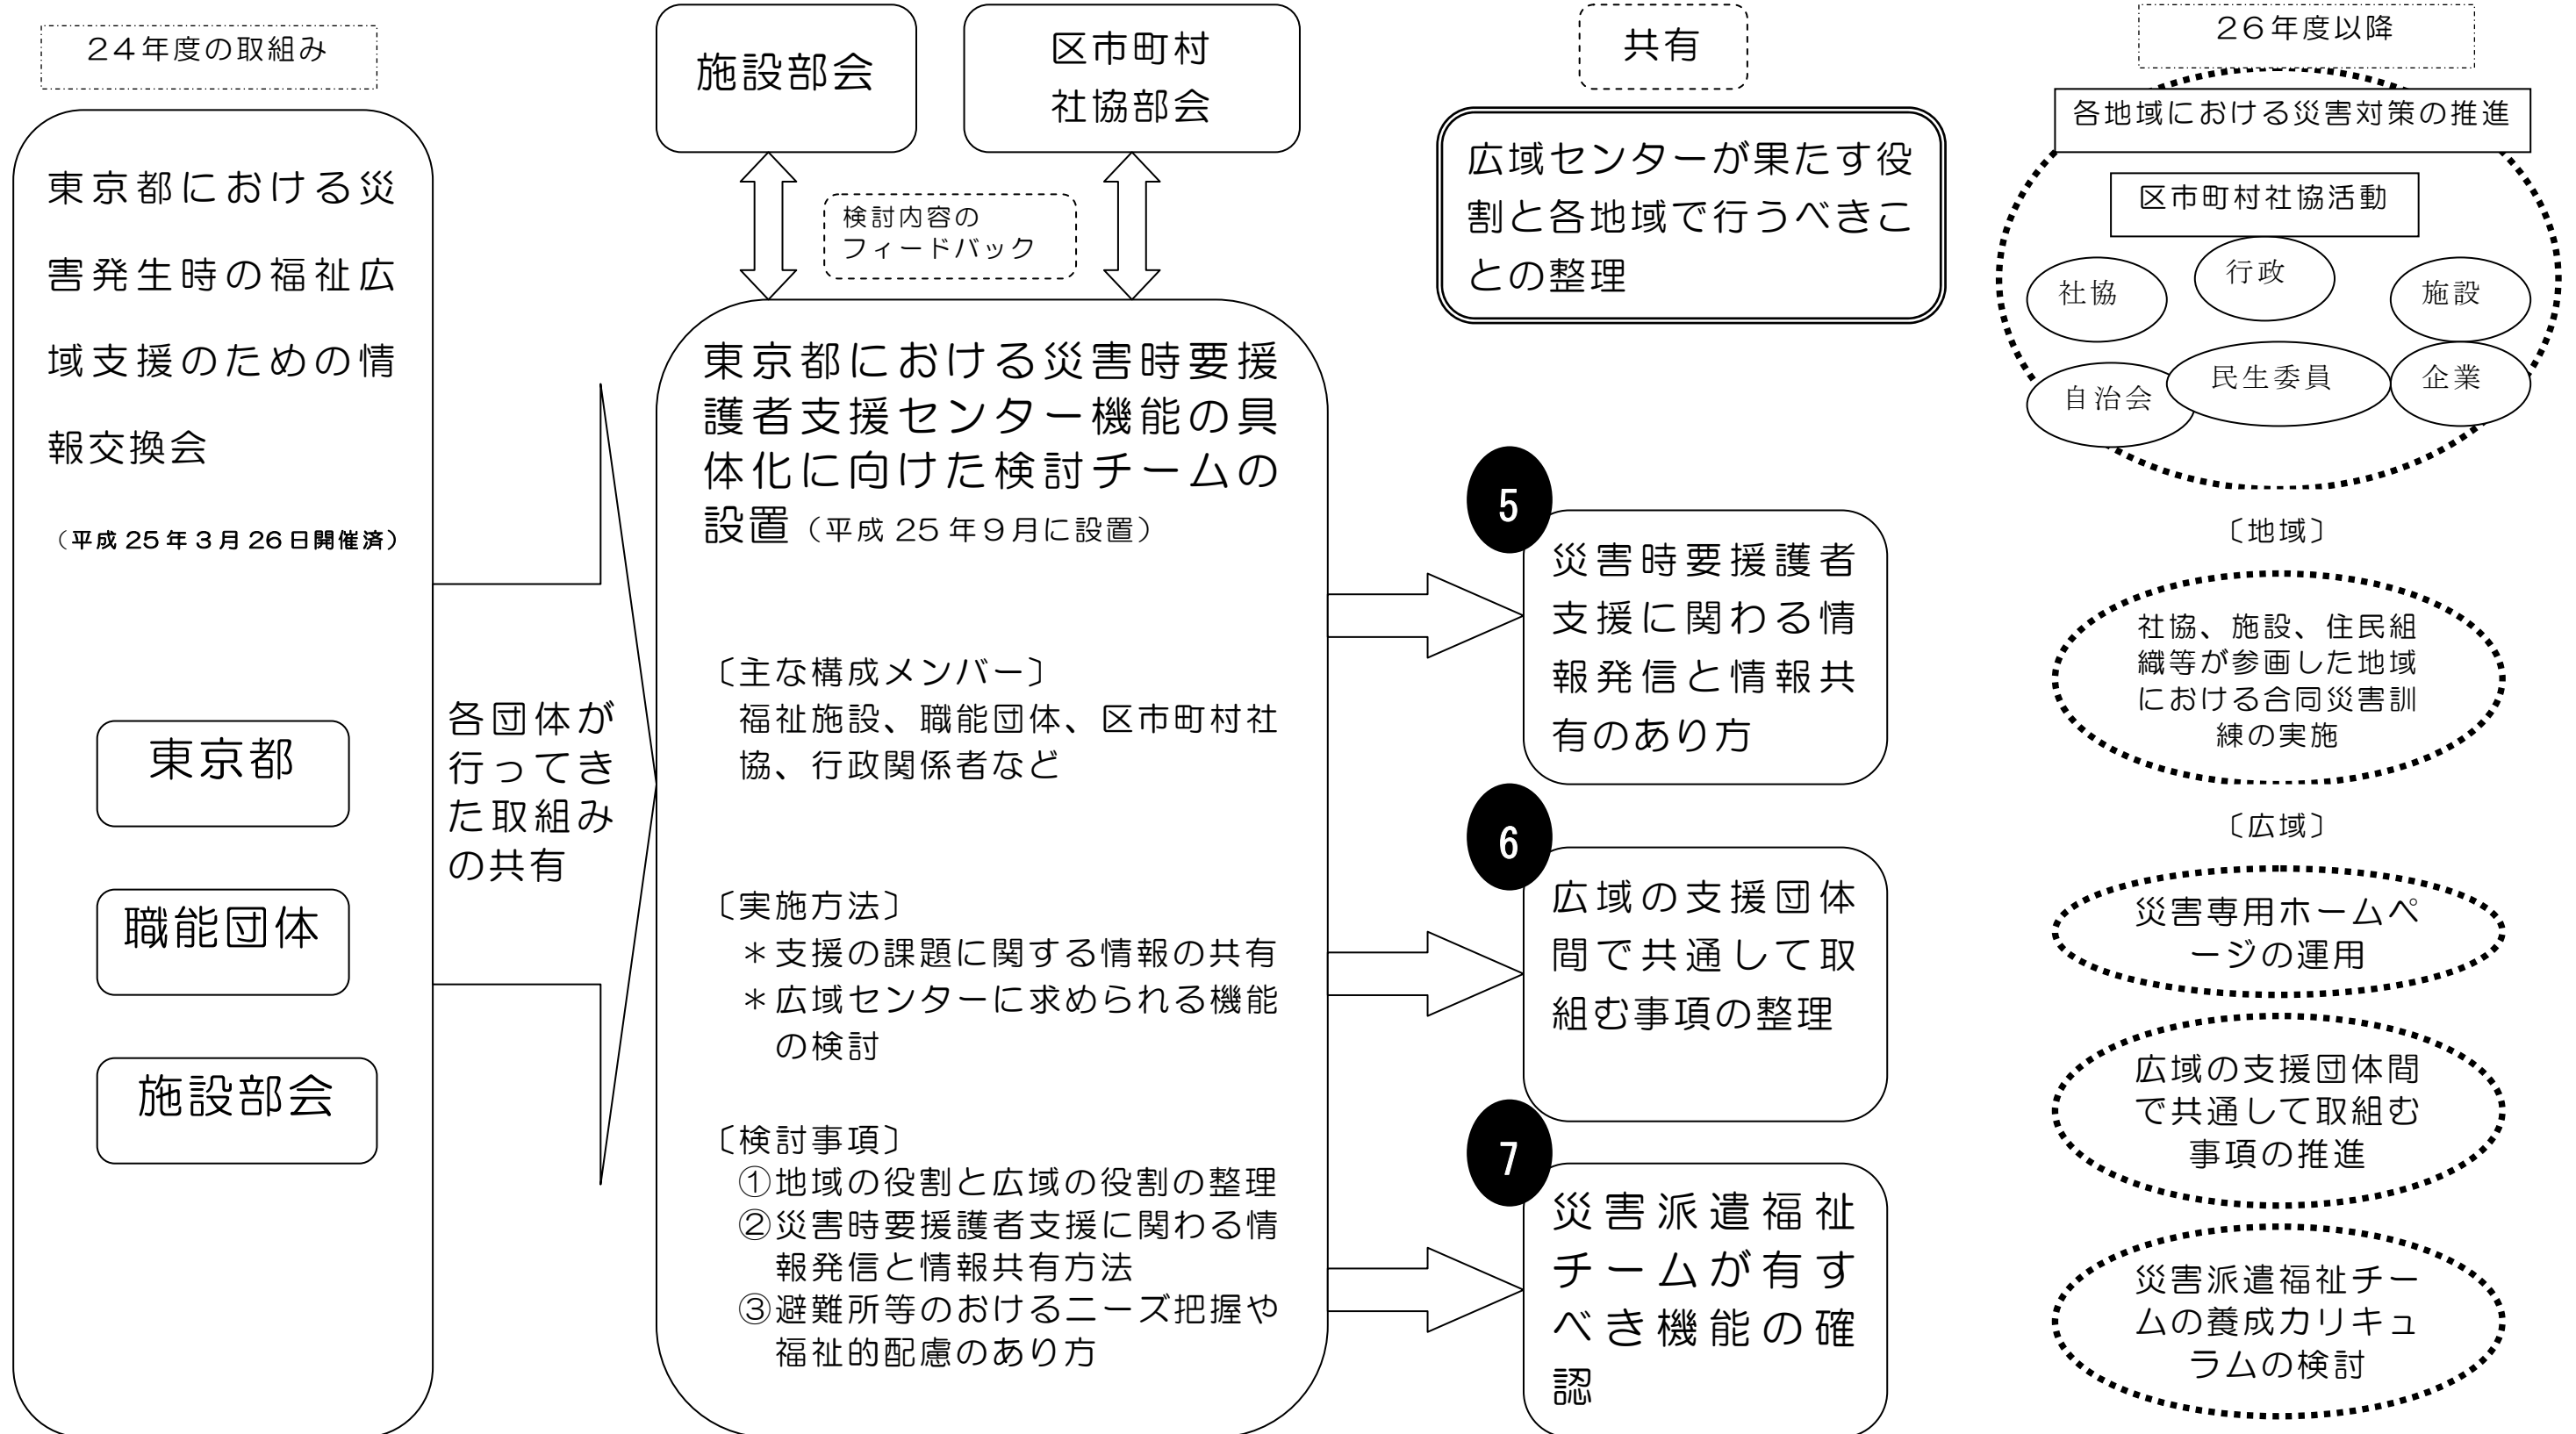 24年度の取組み
東京都における災
害発生時の福祉広
域支援のための情
報交換会
（平成25年3月26日開催済）
東京都
職能団体
施設部会
各団体が
行ってき
た取組み
の共有
施設部会
区市町村
社協部会
検討内容の
フィードバック
東京都における災害時要援
護者支援センター機能の具
体化に向けた検討チームの
設置（平成25年9月に設置）
〔主な構成メンバー〕
福祉施設、職能団体、区市町村社
協、行政関係者など
〔実施方法〕
＊支援の課題に関する情報の共有
＊広域センターに求められる機能
の検討
〔検討事項〕
①地域の役割と広域の役割の整理
②災害時要援護者支援に関わる情
報発信と情報共有方法
③避難所等のおけるニーズ把握や
福祉的配慮のあり方
共有
広域センターが果たす役
割と各地域で行うべきこ
との整理
5
災害時要援護者
支援に関わる情
報発信と情報共
有のあり方
6
広域の支援団体
間で共通して取
組む事項の整理
7
災害派遣福祉
チームが有す
べき機能の確
認
26年度以降
各地域における災害対策の推進
区市町村社協活動
社協
行政
施設
自治会
民生委員
企業
〔地域〕
社協、施設、住民組
織等が参画した地域
における合同災害訓
練の実施
〔広域〕
災害専用ホームペ
ージの運用
広域の支援団体間
で共通して取組む
事項の推進
災害派遣福祉チー
ムの養成カリキュ
ラムの検討